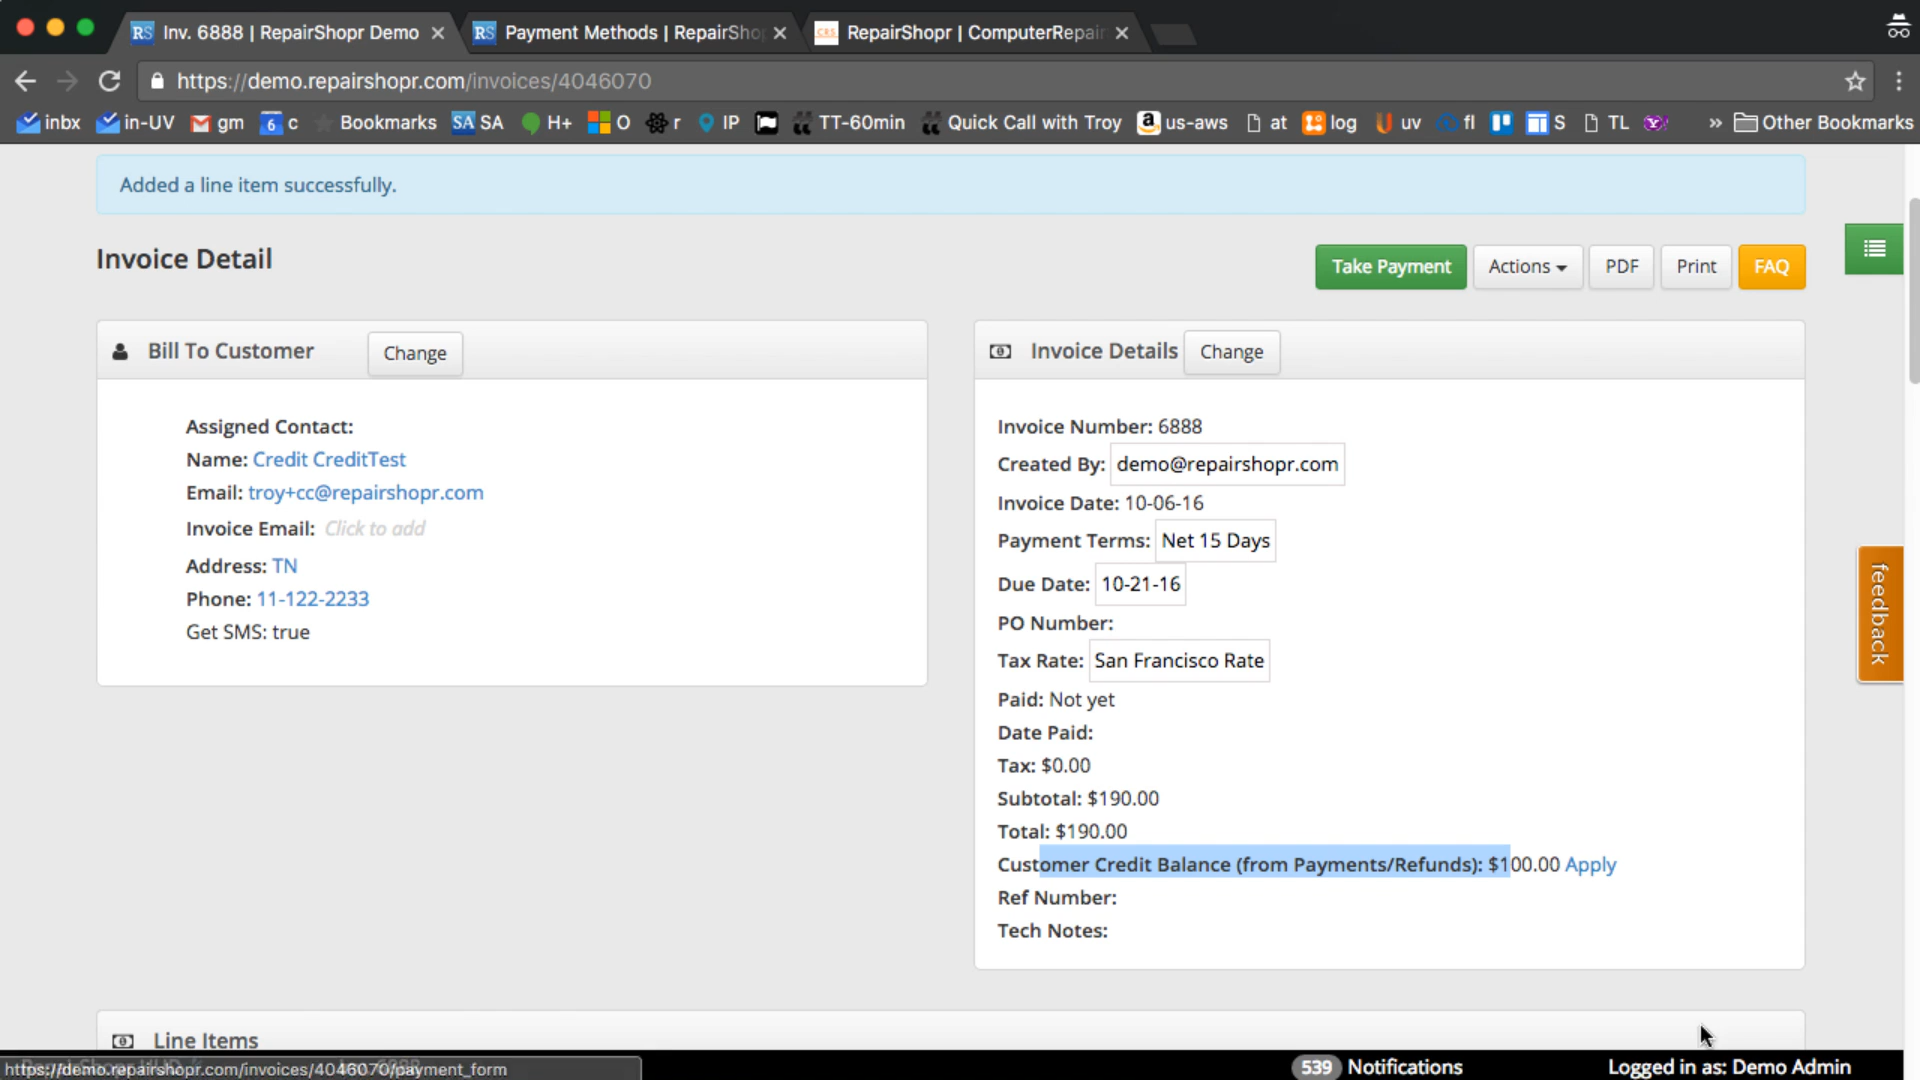 RS Inv. 6888 | RepairShopr Demo
RS Payment Methods | RepairSho
CRS RepairShopr | ComputerRepair
https://demo.repairshopr.com/invoices/4046070
inbx in-UV gm 6 c Bookmarks SA SA H+ O r IP TT-60min Quick Call with Troy us-aws at log uv fl S TL » Other Bookmarks
Added a line item successfully.
Invoice Detail
Take Payment Actions PDF Print FAQ
Bill To Customer Change
Assigned Contact:
Name: Credit CreditTest
Email: troy+cc@repairshopr.com
Invoice Email: Click to add
Address: TN
Phone: 11-122-2233
Get SMS: true
Invoice Details Change
Invoice Number: 6888
Created By: demo@repairshopr.com
Invoice Date: 10-06-16
Payment Terms: Net 15 Days
Due Date: 10-21-16
PO Number:
Tax Rate: San Francisco Rate
Paid: Not yet
Date Paid:
Tax: $0.00
Subtotal: $190.00
Total: $190.00
Customer Credit Balance (from Payments/Refunds): $100.00 Apply
Ref Number:
Tech Notes:
feedback
Line Items
https://demo.repairshopr.com/invoices/4046070/payment_form
539 Notifications
Logged in as: Demo Admin